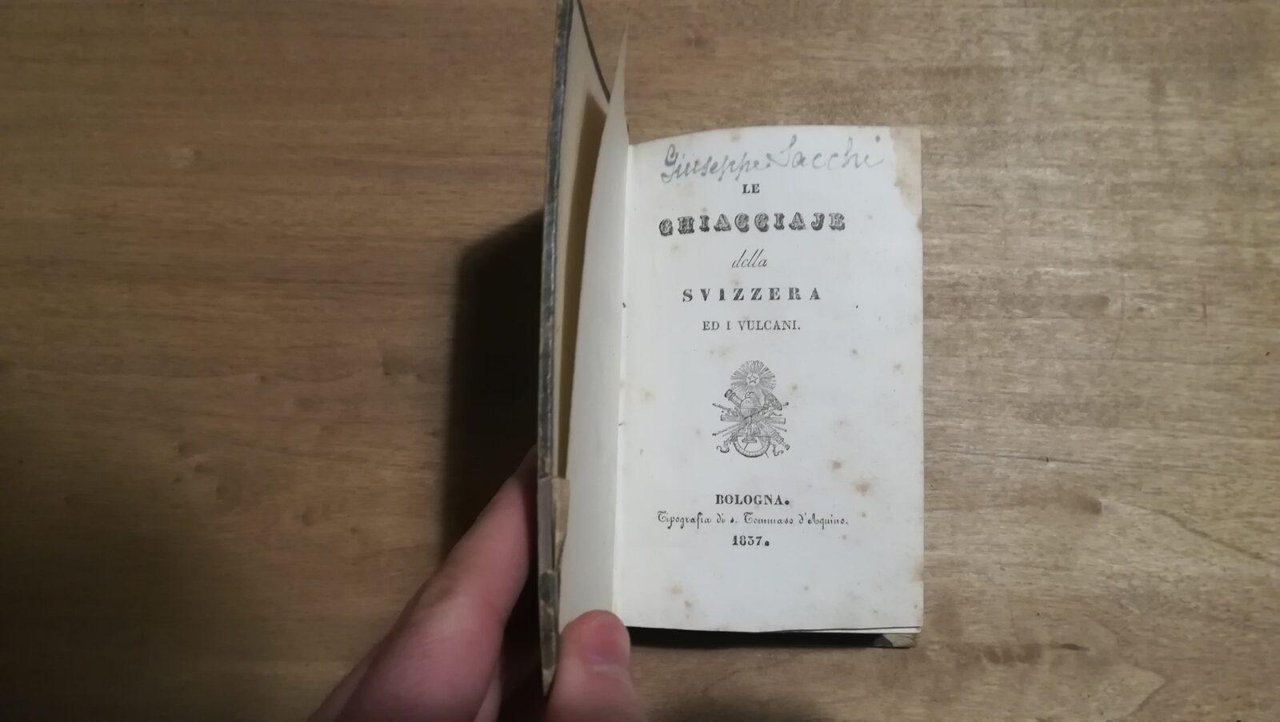 Giuseppe Sacchi
LE
GHIACCIAJE
della
SVIZZERA
ED I VULCANI.
BOLOGNA.
Tipografia di s. Tommaso d'Aquino.
1837.